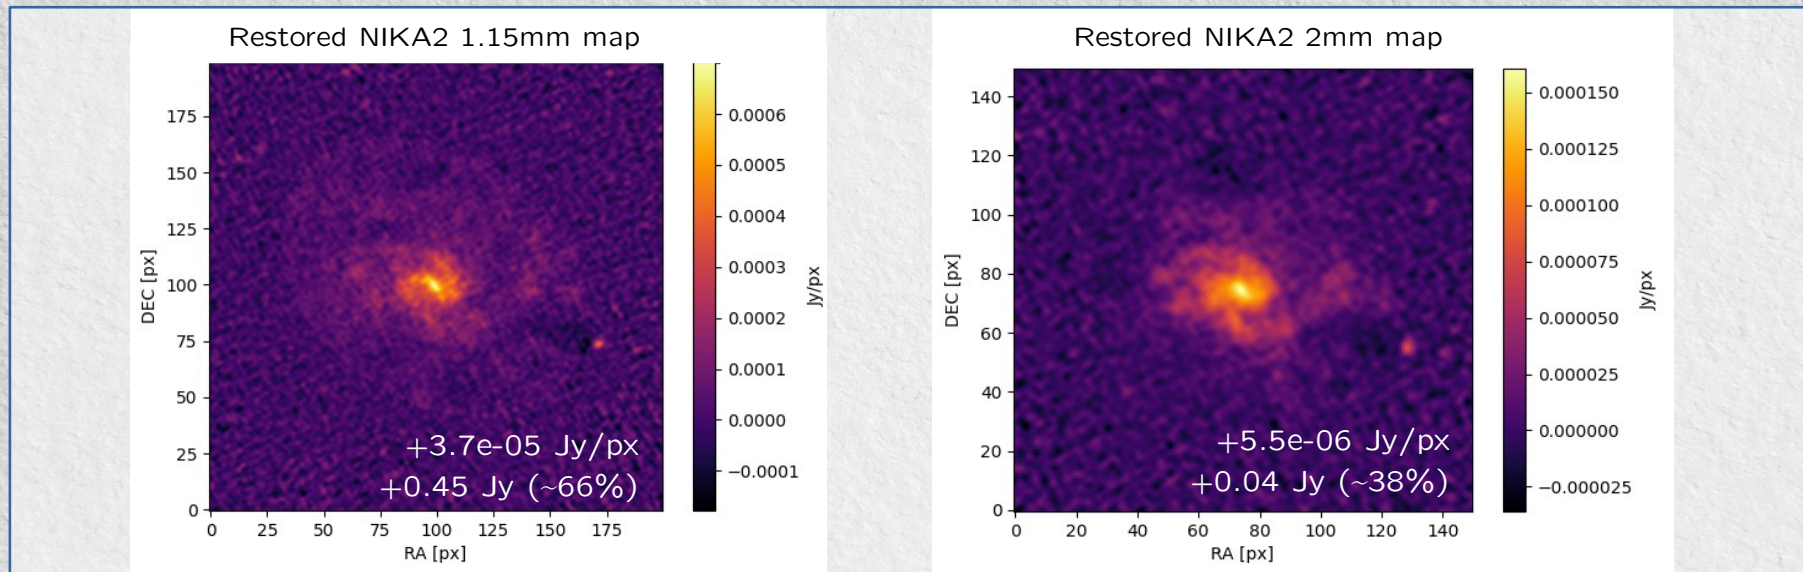 Restored NIKA2 1.15mm map
175
150
125
100
75
50
25
0
DEC [px]
0 25 50 75 100 125 150 175
RA [px]
+3.7e-05 Jy/px
+0.45 Jy (~66%)
0.0006
0.0005
0.0004
0.0003
0.0002
0.0001
0.0000
−0.0001
Jy/px
Restored NIKA2 2mm map
140
120
100
80
60
40
20
0
DEC [px]
0 20 40 60 80 100 120 140
RA [px]
+5.5e-06 Jy/px
+0.04 Jy (~38%)
0.000150
0.000125
0.000100
0.000075
0.000050
0.000025
0.000000
−0.000025
Jy/px